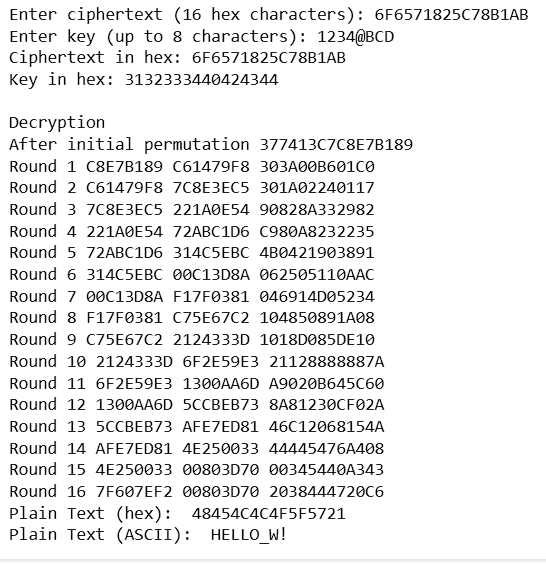 Enter ciphertext (16 hex characters): 6F6571825C78B1AB
Enter key (up to 8 characters): 1234@BCD
Ciphertext in hex: 6F6571825C78B1AB
Key in hex: 3132333440424344
Decryption
After initial permutation 377413C7C8E7B189
Round 1 C8E7B189 C61479F8 303A00B601C0
Round 2 C61479F8 7C8E3EC5 301A02240117
Round 3 7C8E3EC5 221A0E54 90828A332982
Round 4 221A0E54 72ABC1D6 C980A8232235
Round 5 72ABC1D6 314C5EBC 4B0421903891
Round 6 314C5EBC 00C13D8A 062505110AAC
Round 7 00C13D8A F17F0381 046914D05234
Round 8 F17F0381 C75E67C2 104850891A08
Round 9 C75E67C2 2124333D 1018D085DE10
Round 10 2124333D 6F2E59E3 21128888887A
Round 11 6F2E59E3 1300AA6D A9020B645C60
Round 12 1300AA6D 5CCBEB73 8A81230CF02A
Round 13 5CCBEB73 AFE7ED81 46C12068154A
Round 14 AFE7ED81 4E250033 44445476A408
Round 15 4E250033 00803D70 00345440A343
Round 16 7F607EF2 00803D70 2038444720C6
Plain Text (hex):  48454C4C4F5F5721
Plain Text (ASCII):  HELLO_W!